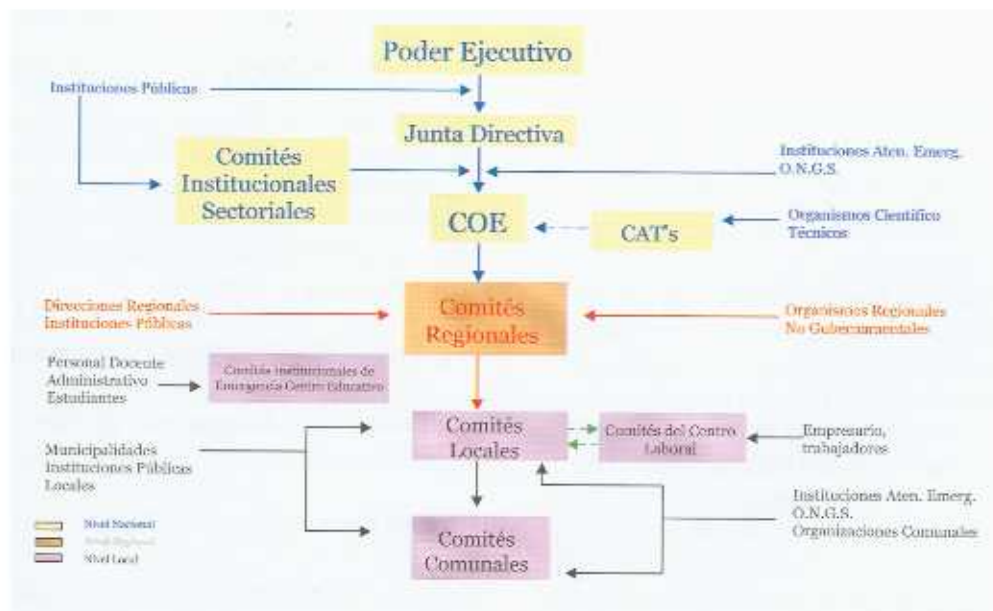 Poder Ejecutivo
Instituciones Públicas
Junta Directiva
Comités
Institucionales
Sectoriales
Instituciones Aten. Emerg.
O.N.G.S.
COE
CAT's
Organismos Científico
Técnicos
Direcciones Regionales
Instituciones Públicas
Comités
Regionales
Organismos Regionales
No Gubernamentales
Personal Docente
Administrativo
Estudiantes
Comités Institucionales de
Emergencia Centro Educativo
Comités
Locales
Comités del Centro
Laboral
Empresario,
trabajadores
Municipalidades
Instituciones Públicas
Locales
Instituciones Aten. Emerg.
O.N.G.S.
Organizaciones Comunales
Comités
Comunales
Nivel Nacional
Nivel Regional
Nivel Local